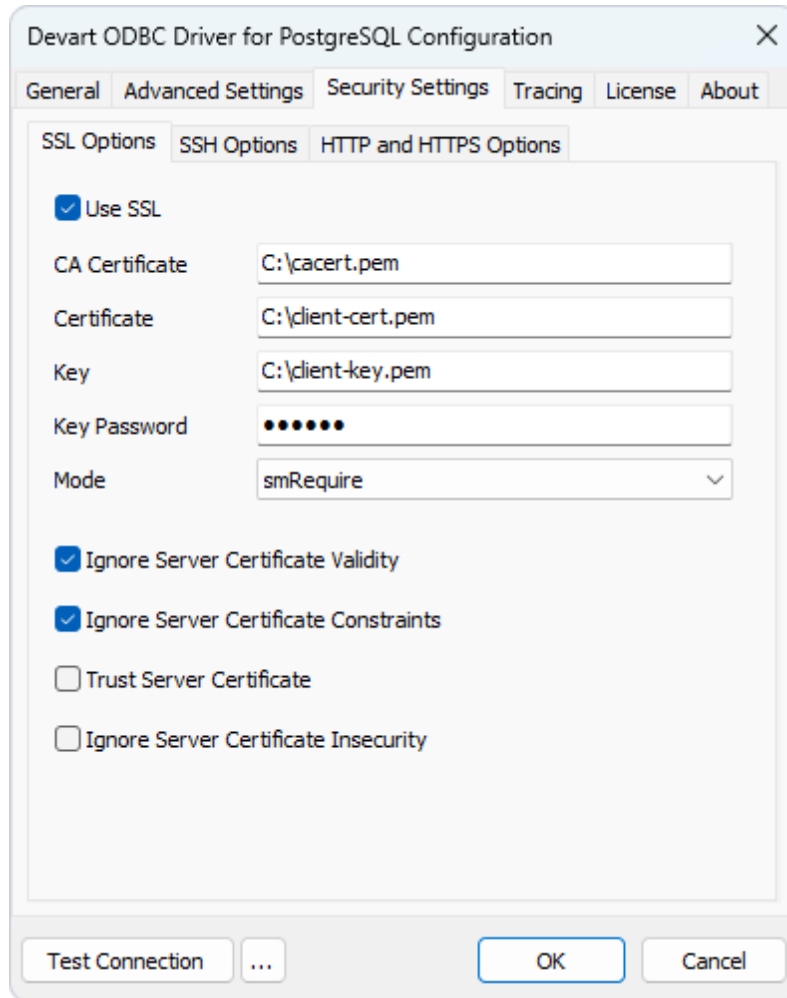 Devart ODBC Driver for PostgreSQL Configuration
General Advanced Settings Security Settings Tracing License About
SSL Options SSH Options HTTP and HTTPS Options
Use SSL
CA Certificate C:\cacert.pem
Certificate C:\client-cert.pem
Key C:\client-key.pem
Key Password ●●●●●●
Mode smRequire
Ignore Server Certificate Validity
Ignore Server Certificate Constraints
Trust Server Certificate
Ignore Server Certificate Insecurity
Test Connection ... OK Cancel